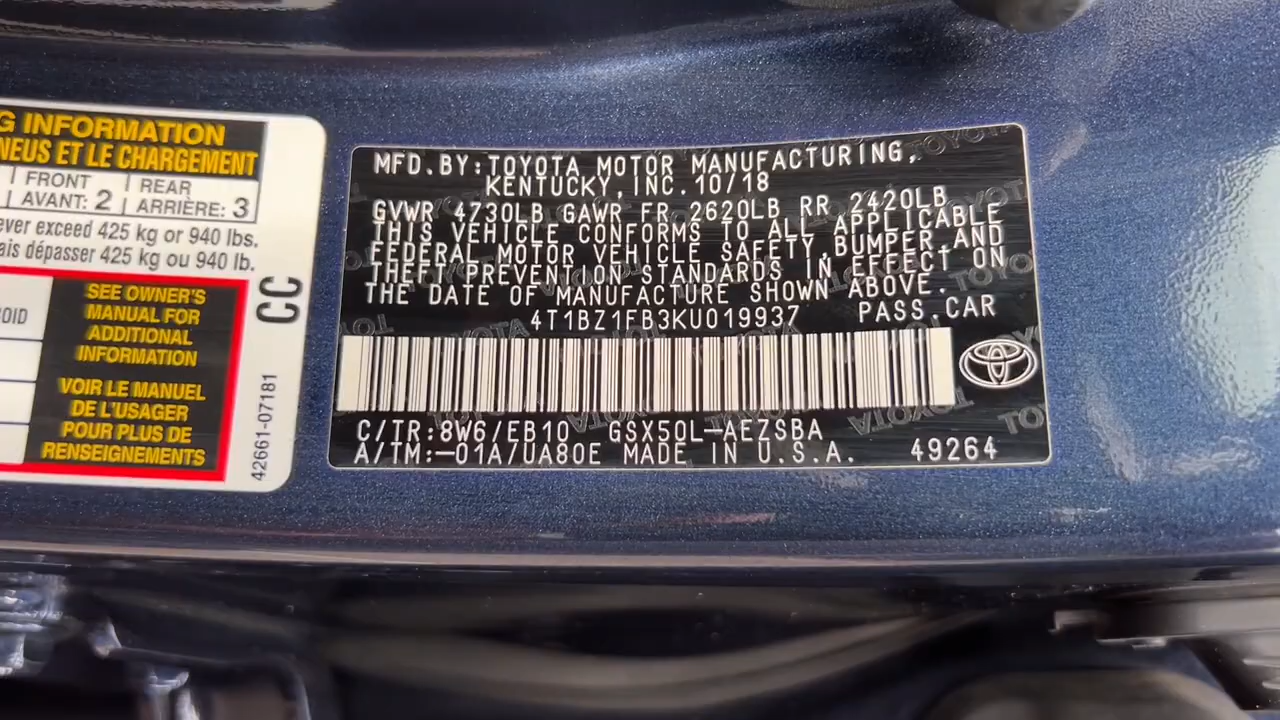 G INFORMATION
NEUS ET LE CHARGEMENT
FRONT REAR
AVANT: 2 ARRIÈRE: 3
ever exceed 425 kg or 940 lbs.
ais dépasser 425 kg ou 940 lb.
OID
SEE OWNER'S
MANUAL FOR
ADDITIONAL
INFORMATION
VOIR LE MANUEL
DE L'USAGER
POUR PLUS DE
RENSEIGNEMENTS
CC
42661-07181
MFD.BY:TOYOTA MOTOR MANUFACTURING,
KENTUCKY,INC.10/18
GVWR 4730LB GAWR FR 2620LB RR 2420LB
THIS VEHICLE CONFORMS TO ALL APPLICABLE
FEDERAL MOTOR VEHICLE SAFETY,BUMPER,AND
THEFT PREVENTION STANDARDS IN EFFECT ON
THE DATE OF MANUFACTURE SHOWN ABOVE.
4T1BZ1FB3KU019937 PASS.CAR
C/TR:8W6/EB10 GSX50L-AEZSBA
A/TM:-01A/UA80E MADE IN U.S.A. 49264